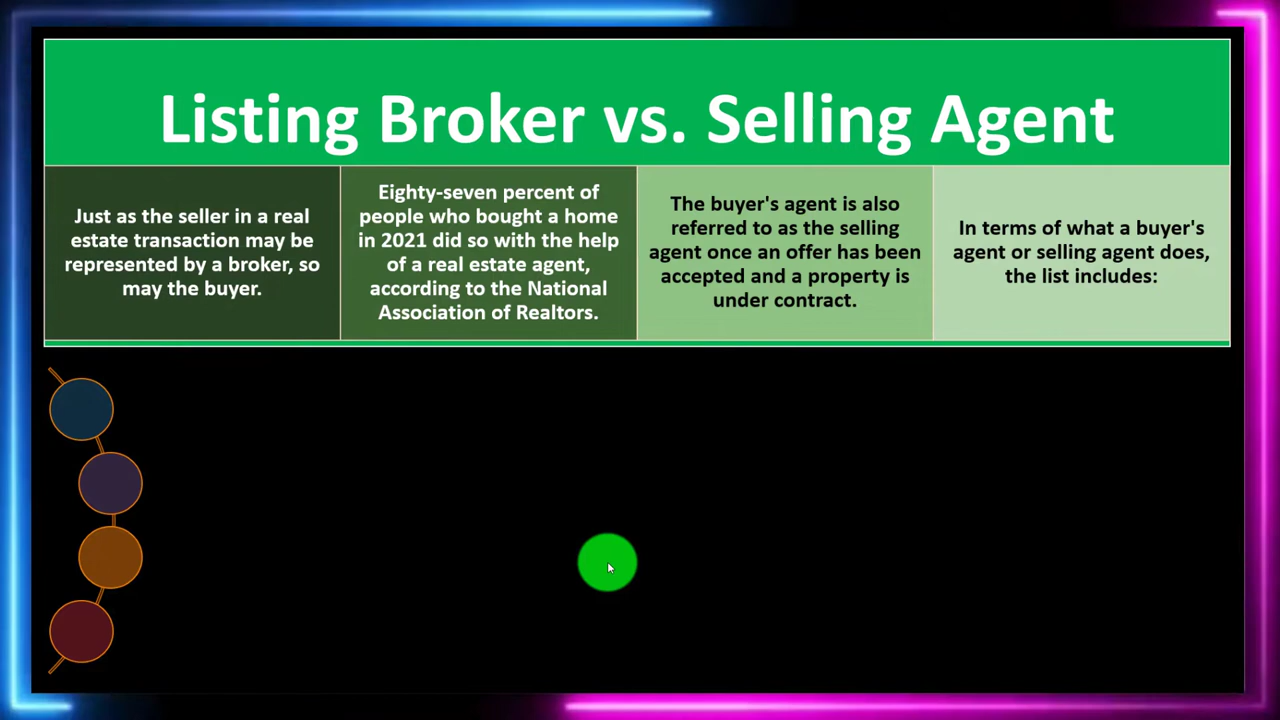 Listing Broker vs. Selling Agent
Just as the seller in a real
estate transaction may be
represented by a broker, so
may the buyer.
Eighty-seven percent of
people who bought a home
in 2021 did so with the help
of a real estate agent,
according to the National
Association of Realtors.
The buyer's agent is also
referred to as the selling
agent once an offer has been
accepted and a property is
under contract.
In terms of what a buyer's
agent or selling agent does,
the list includes: